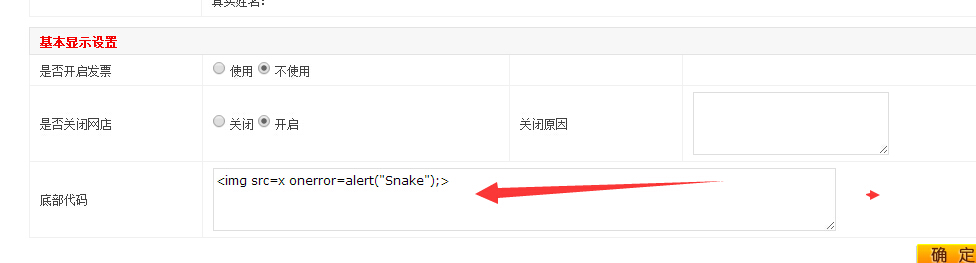 真实姓名：
基本显示设置
是否开启发票 使用 不使用
是否关闭网店 关闭 开启 关闭原因
底部代码 <img src=x onerror=alert("Snake");>
确 定